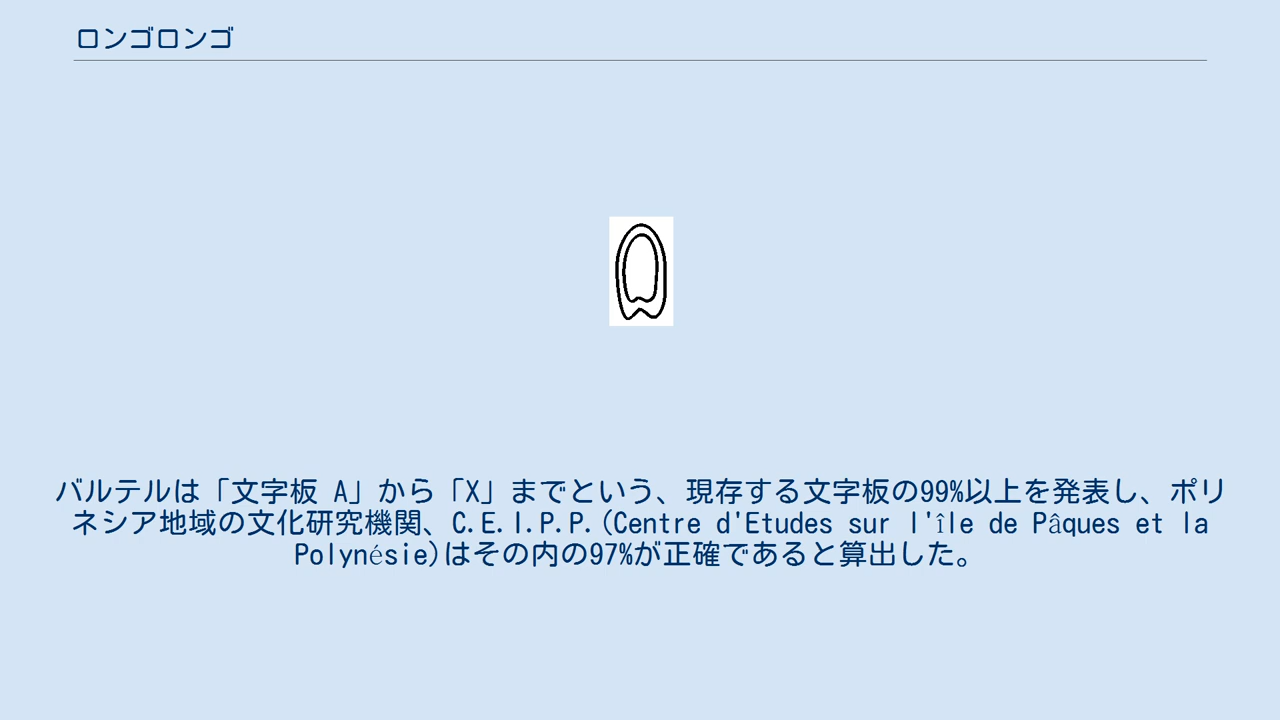 ロンゴロンゴ
バルテルは「文字板 A」から「X」までという、現存する文字板の99%以上を発表し、ポリ
ネシア地域の文化研究機関、C.E.I.P.P.(Centre d'Etudes sur l'île de Pâques et la
Polynésie)はその内の97%が正確であると算出した。